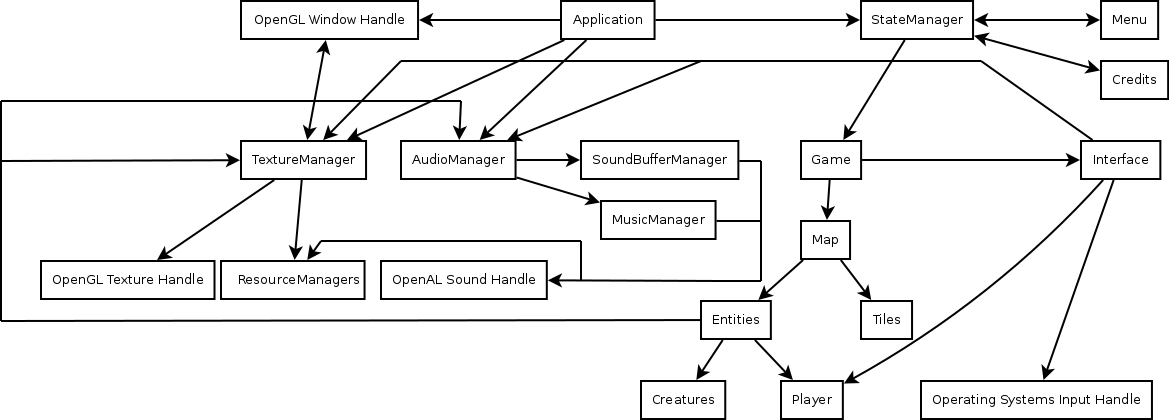 OpenGL Window Handle
Application
StateManager
Menu
Credits
TextureManager
AudioManager
SoundBufferManager
Game
Interface
MusicManager
Map
OpenGL Texture Handle
ResourceManagers
OpenAL Sound Handle
Entities
Tiles
Creatures
Player
Operating Systems Input Handle